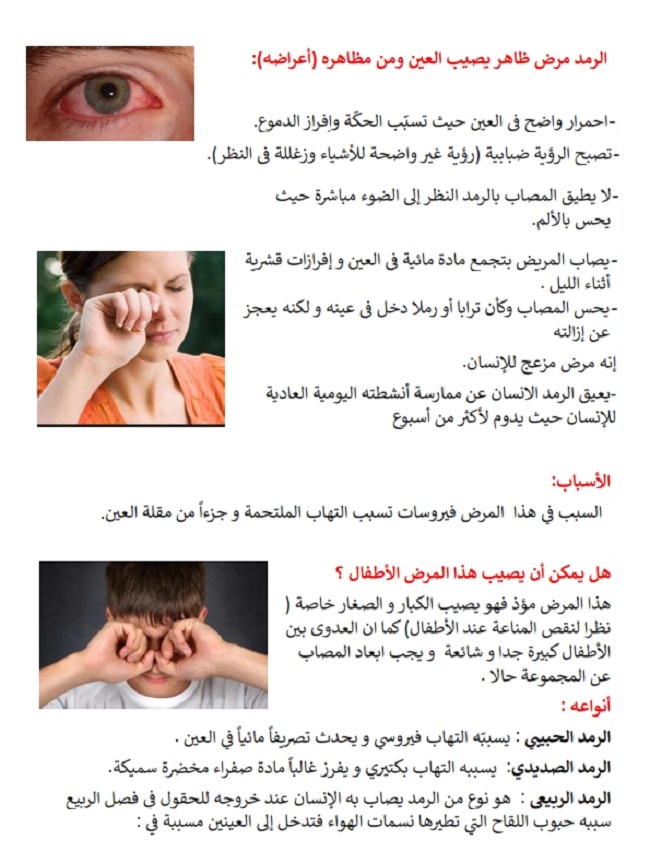 الرمد مرض ظاهر يصيب العين ومن مظاهره (أعراضه):
-احمرار واضح فى العين حيث تسبّب الحكّة وإفراز الدموع.
-تصبح الرؤية ضبابية (رؤية غير واضحة للأشياء وزغللة فى النظر).
-لا يطيق المصاب بالرمد النظر إلى الضوء مباشرة حيث
يحس بالألم.
-يصاب المريض بتجمع مادة مائية فى العين و إفرازات قشرية
أثناء الليل .
-يحس المصاب وكأن ترابا أو رملا دخل فى عينه و لكنه يعجز
عن إزالته
إنه مرض مزعج للإنسان.
-يعيق الرمد الانسان عن ممارسة أنشطته اليومية العادية
للإنسان حيث يدوم لأكثر من أسبوع
الأسباب:
السبب في هذا المرض فيروسات تسبب التهاب الملتحمة و جزءاً من مقلة العين.
هل يمكن أن يصيب هذا المرض الأطفال ؟
هذا المرض مؤذ فهو يصيب الكبار و الصغار خاصة (
نظرا لنقص المناعة عند الأطفال) كما ان العدوى بين
الأطفال كبيرة جدا و شائعة و يجب ابعاد المصاب
عن المجموعة حالا .
أنواعه :
الرمد الحبيبي : يسببّه التهاب فيروسي و يحدث تصريفاً مائياً في العين .
الرمد الصديدي: يسببه التهاب بكتيري و يفرز غالباً مادة صفراء مخضرة سميكة.
الرمد الربيعى : هو نوع من الرمد يصاب به الإنسان عند خروجه للحقول فى فصل الربيع
سببه حبوب اللقاح التي تطيرها نسمات الهواء فتدخل إلى العينين مسببة في :